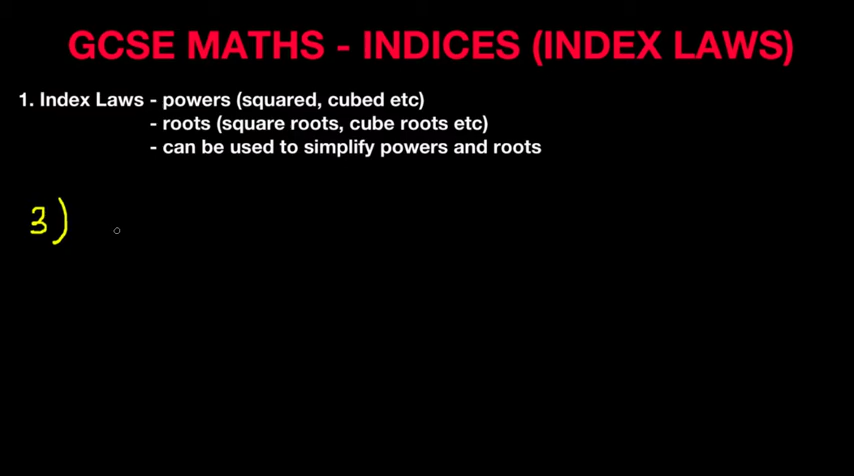 GCSE MATHS - INDICES (INDEX LAWS)
1. Index Laws - powers (squared, cubed etc)
- roots (square roots, cube roots etc)
- can be used to simplify powers and roots
3)